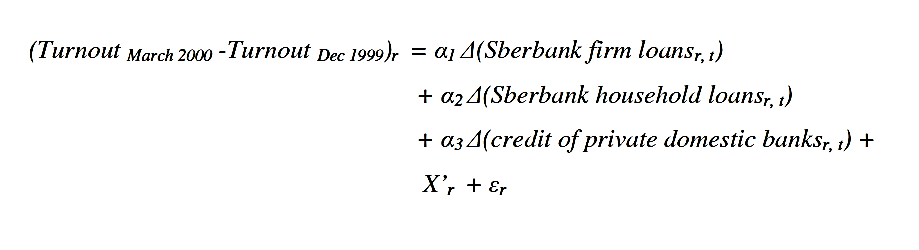 (Turnout March 2000 -Turnout Dec 1999)r = α1 Δ(Sberbank firm loansr, t)
+ α2 Δ(Sberbank household loansr, t)
+ α3 Δ(credit of private domestic banksr, t) +
X’r + εr